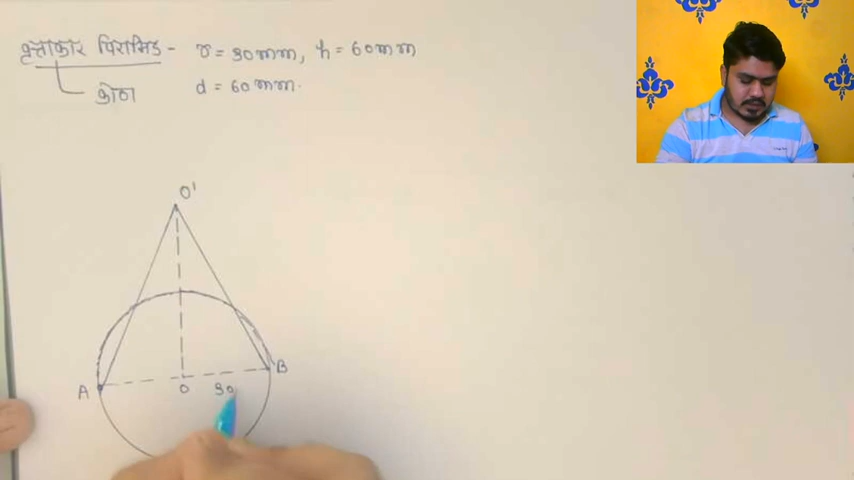 वृत्ताकार पिरामिड - r = 30mm, h = 60mm
कोण d = 60mm.
O'
A O 30 B